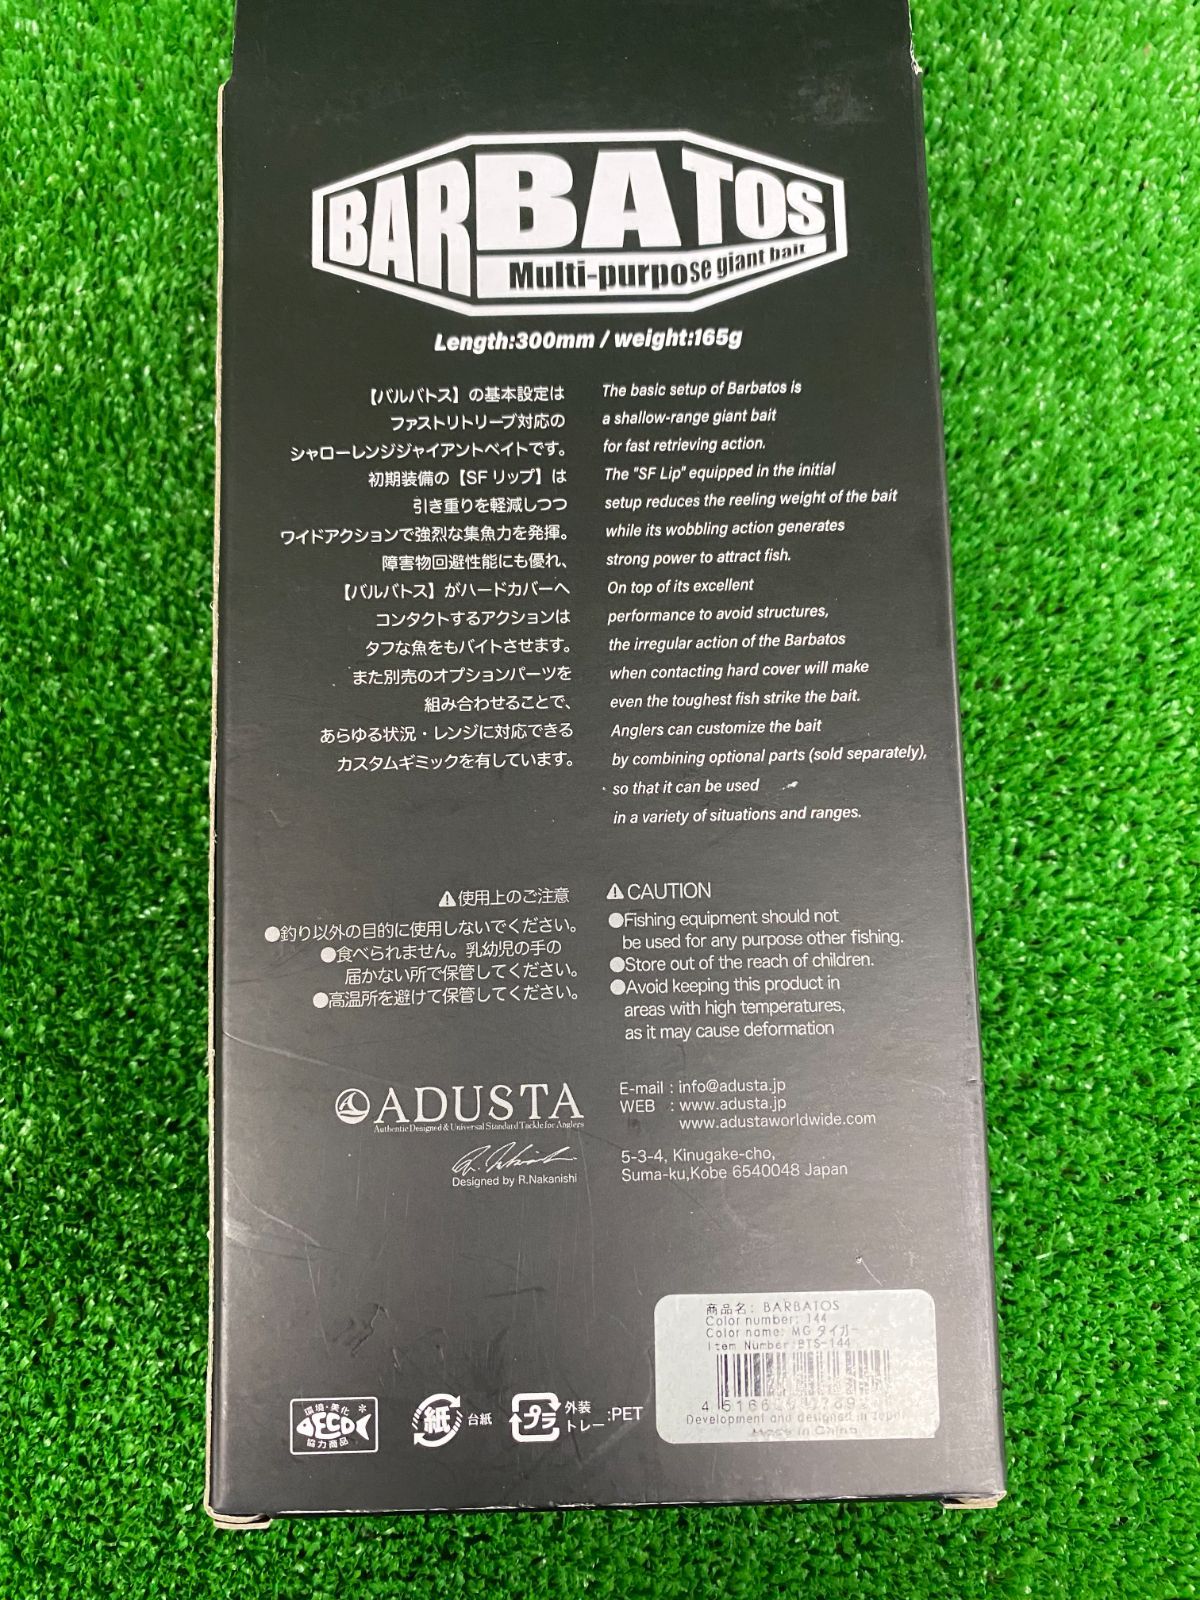 BARBATOS
Multi-purpose giant bait
Length:300mm / weight:165g
【バルバトス】の基本設定は
ファストリトリーブ対応の
シャローレンジジャイアントベイトです。
初期装備の【SFリップ】は
引き重りを軽減しつつ
ワイドアクションで強烈な集魚力を発揮。
障害物回避性能にも優れ、
【バルバトス】がハードカバーへ
コンタクトするアクションは
タフな魚をもバイトさせます。
また別売のオプションパーツを
組み合わせることで、
あらゆる状況・レンジに対応できる
カスタムギミックを有しています。
The basic setup of Barbatos is
a shallow-range giant bait
for fast retrieving action.
The "SF Lip" equipped in the initial
setup reduces the reeling weight of the bait
while its wobbling action generates
strong power to attract fish.
On top of its excellent
performance to avoid structures,
the irregular action of the Barbatos
when contacting hard cover will make
even the toughest fish strike the bait.
Anglers can customize the bait
by combining optional parts (sold separately),
so that it can be used
in a variety of situations and ranges.
⚠使用上のご注意
●釣り以外の目的に使用しないでください。
●食べられません。乳幼児の手の
届かない所で保管してください。
●高温所を避けて保管してください。
⚠CAUTION
●Fishing equipment should not
be used for any purpose other fishing.
●Store out of the reach of children.
●Avoid keeping this product in
areas with high temperatures,
as it may cause deformation
ADUSTA
Authentic Designed & Universal Standard Tackle for Anglers
Designed by R.Nakanishi
E-mail : info@adusta.jp
WEB : www.adusta.jp
www.adustaworldwide.com
5-3-4, Kinugake-cho,
Suma-ku,Kobe 6540048 Japan
商品名: BARBATOS
Color number: 144
Color name: MG タイガー
Item Number:BTS-144
4 5166
Development and designed in Japan
Made in China
環境・美化
ECO
協力商品
紙
台紙
プラ
外装
トレー:PET